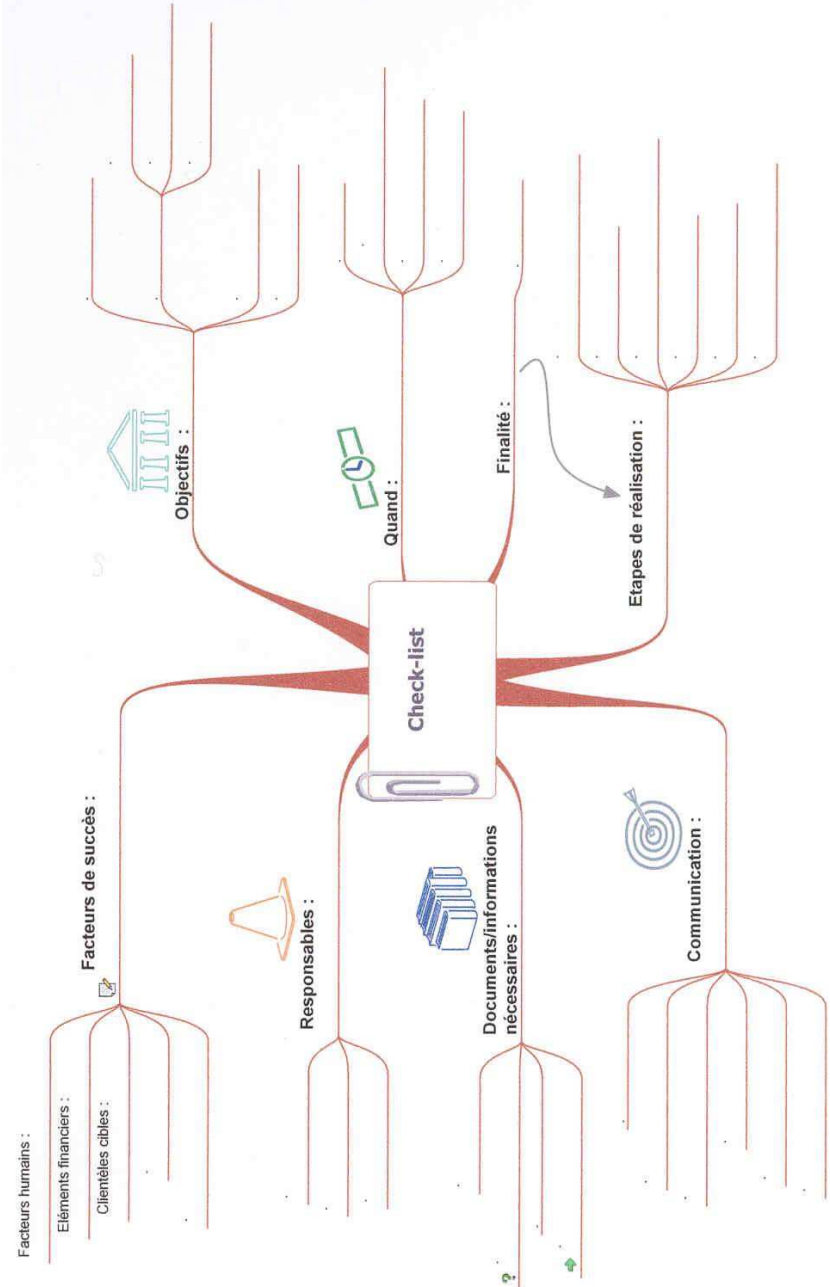 Check-list
Facteurs de succès :
Facteurs humains :
Eléments financiers :
Clientèles cibles :
Responsables :
Documents/informations
nécessaires :
?
Communication :
Objectifs :
Quand :
Finalité :
Etapes de réalisation :